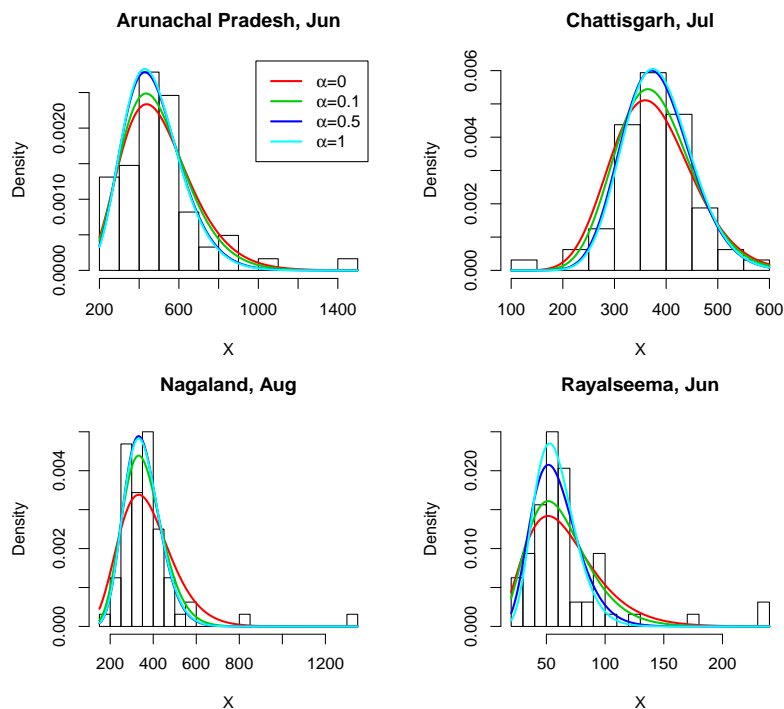 Arunachal Pradesh, Jun
Density
0.0000 0.0010 0.0020
α=0
α=0.1
α=0.5
α=1
200 600 1000 1400
X
Chattisgarh, Jul
Density
0.000 0.002 0.004 0.006
100 200 300 400 500 600
X
Nagaland, Aug
Density
0.000 0.002 0.004
200 400 600 800 1200
X
Rayalseema, Jun
Density
0.000 0.010 0.020
50 100 150 200
X